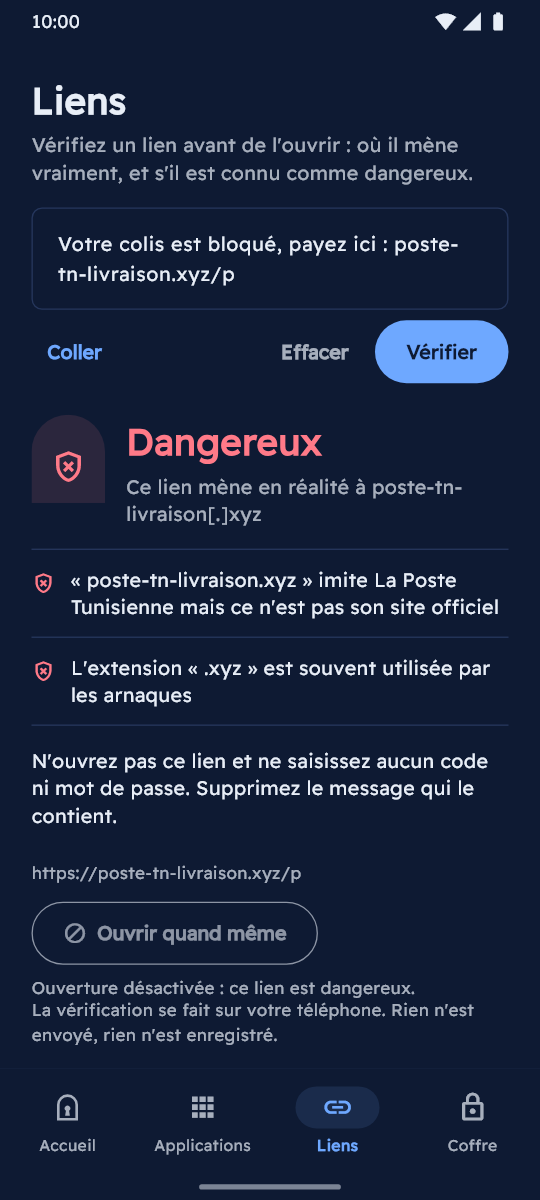 10:00
Liens
Vérifiez un lien avant de l'ouvrir : où il mène
vraiment, et s'il est connu comme dangereux.
Votre colis est bloqué, payez ici : poste-
tn-livraison.xyz/p
Coller
Effacer
Vérifier
Dangereux
Ce lien mène en réalité à poste-tn-
livraison[.]xyz
« poste-tn-livraison.xyz » imite La Poste
Tunisienne mais ce n'est pas son site officiel
L'extension « .xyz » est souvent utilisée par
les arnaques
N'ouvrez pas ce lien et ne saisissez aucun code
ni mot de passe. Supprimez le message qui le
contient.
https://poste-tn-livraison.xyz/p
Ouvrir quand même
Ouverture désactivée : ce lien est dangereux.
La vérification se fait sur votre téléphone. Rien n'est
envoyé, rien n'est enregistré.
Accueil
Applications
Liens
Coffre